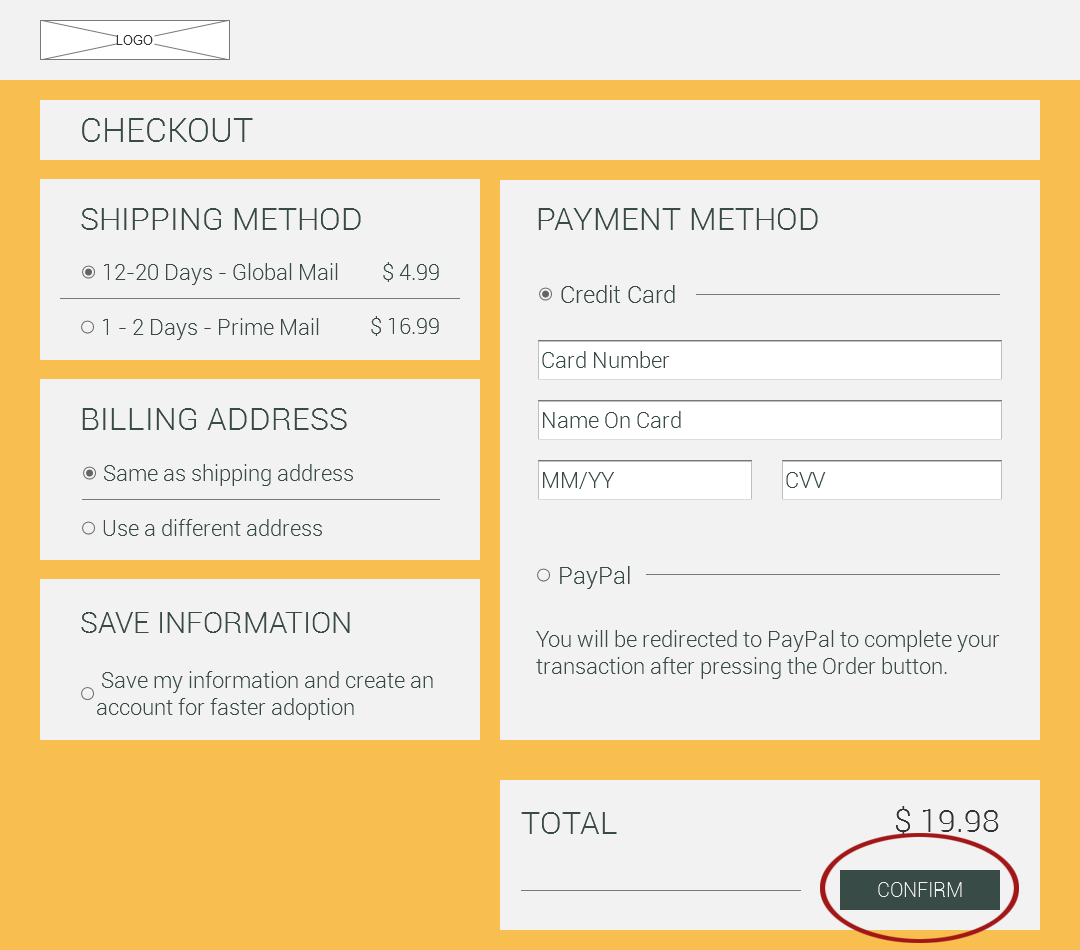 LOGO
CHECKOUT
SHIPPING METHOD
12-20 Days - Global Mail $ 4.99
1 - 2 Days - Prime Mail $ 16.99
BILLING ADDRESS
Same as shipping address
Use a different address
SAVE INFORMATION
Save my information and create an
account for faster adoption
PAYMENT METHOD
Credit Card
Card Number
Name On Card
MM/YY CVV
PayPal
You will be redirected to PayPal to complete your
transaction after pressing the Order button.
TOTAL $ 19.98
CONFIRM